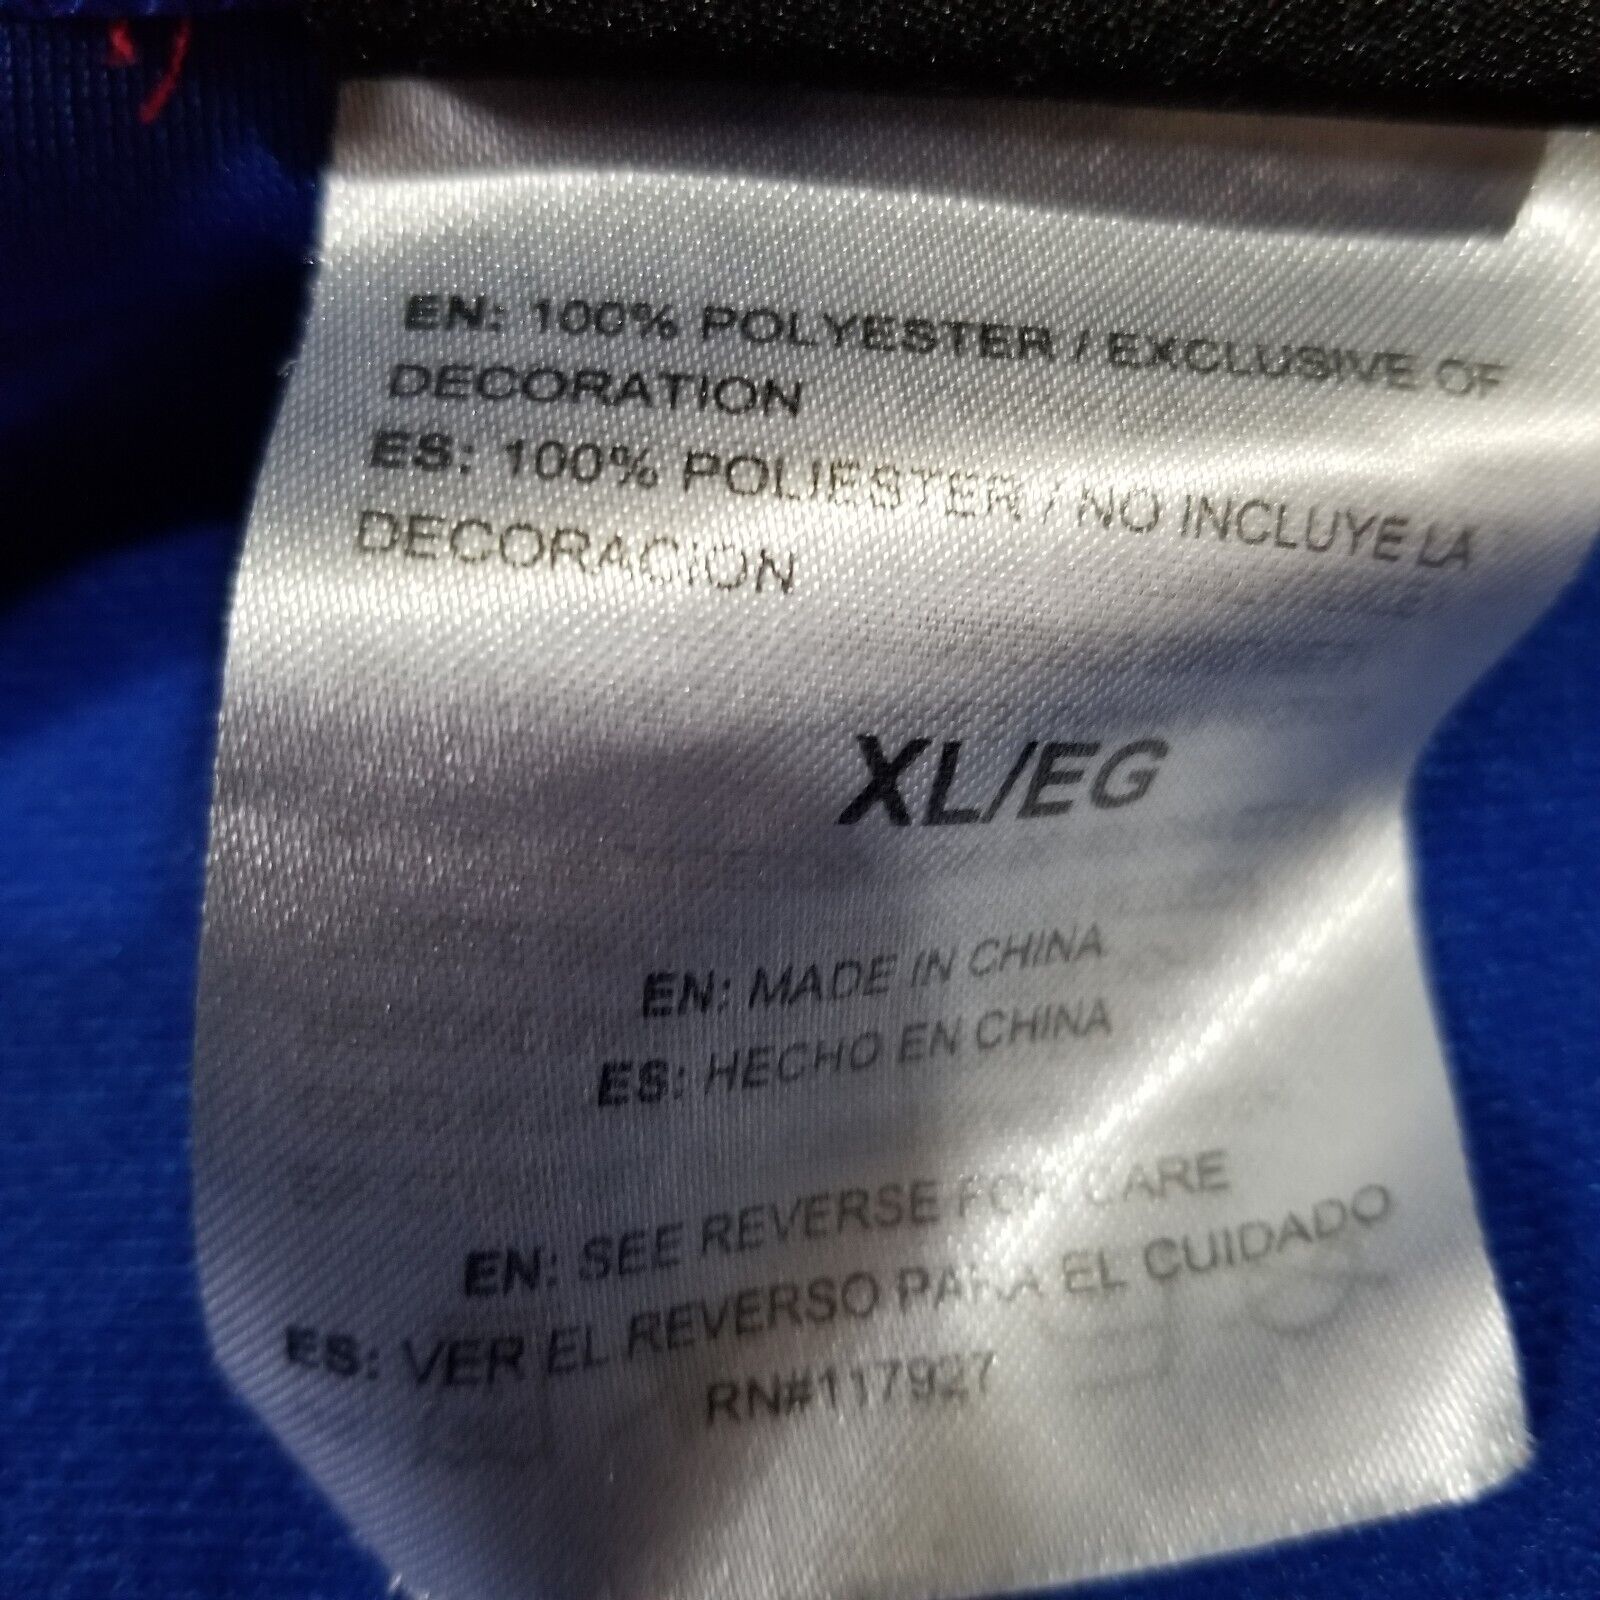 EN: 100% POLYESTER / EXCLUSIVE OF
DECORATION
ES: 100% POLIESTER / NO INCLUYE LA
DECORACION
XL/EG
EN: MADE IN CHINA
ES: HECHO EN CHINA
EN: SEE REVERSE FOR CARE
ES: VER EL REVERSO PARA EL CUIDADO
RN#117927